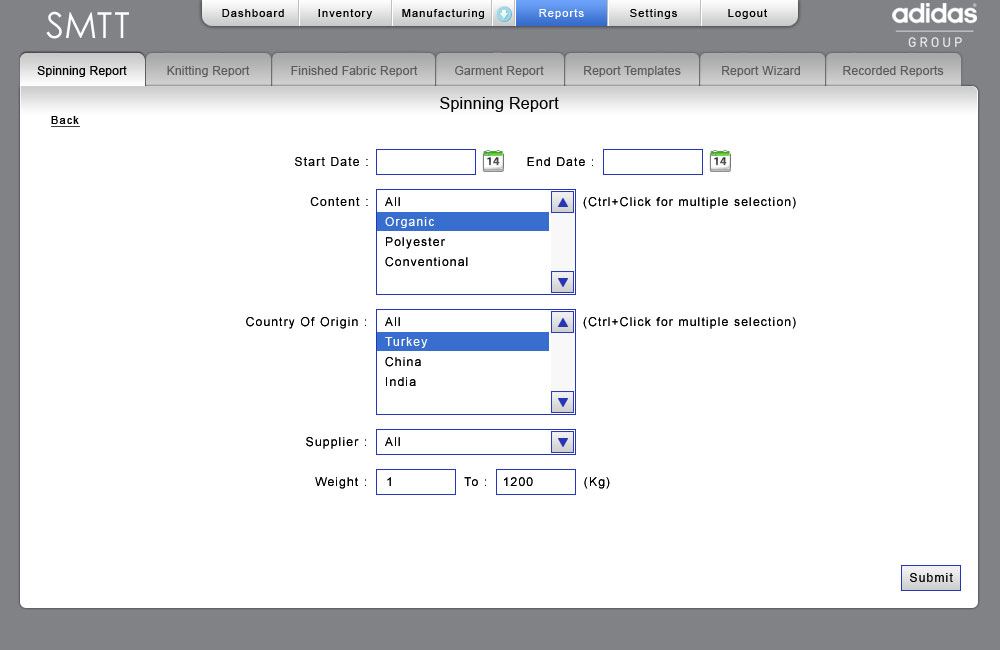 SMTT
Dashboard Inventory Manufacturing Reports Settings Logout
adidas
GROUP
Spinning Report Knitting Report Finished Fabric Report Garment Report Report Templates Report Wizard Recorded Reports
Spinning Report
Back
Start Date : 14 End Date : 14
Content : All (Ctrl+Click for multiple selection)
Organic
Polyester
Conventional
Country Of Origin : All (Ctrl+Click for multiple selection)
Turkey
China
India
Supplier : All
Weight : 1 To : 1200 (Kg)
Submit